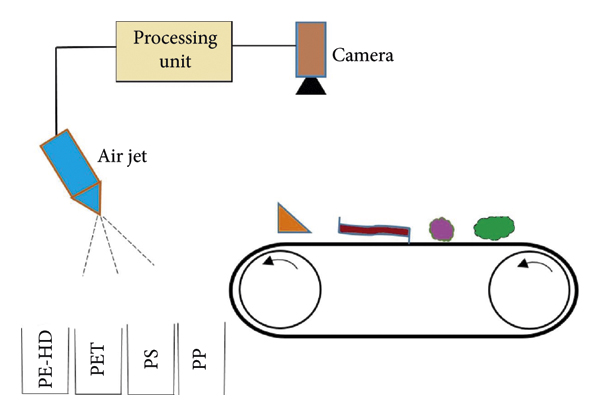 Processing
unit
Camera
Air jet
PE-HD
PET
PS
PP